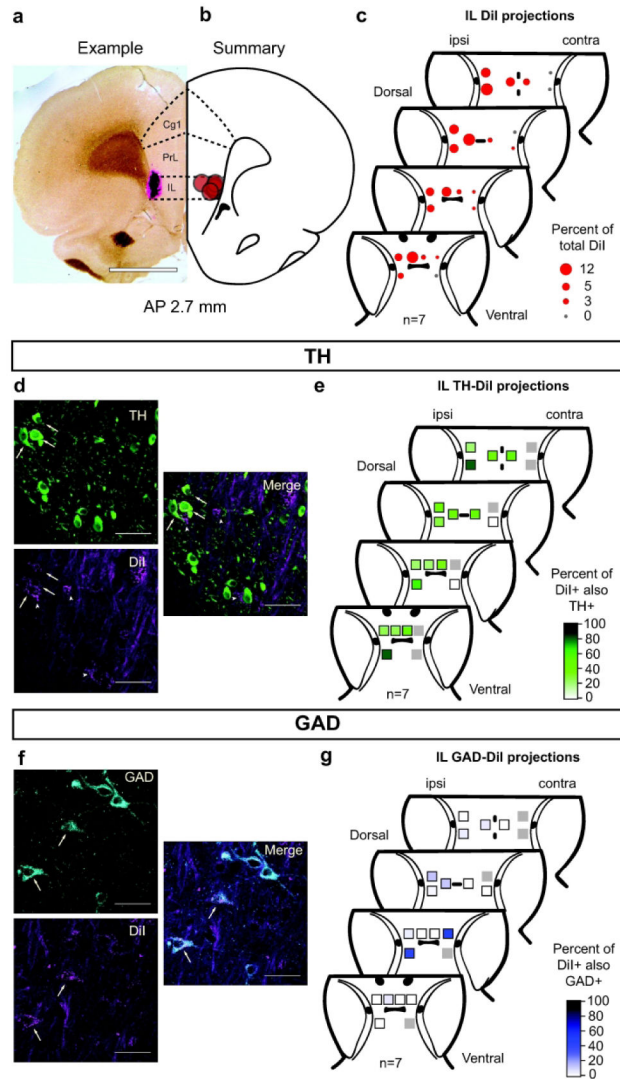 a
b
c
IL DiI projections
Example
Summary
ipsi
contra
Dorsal
Cg1
PrL
IL
Percent of
total DiI
12
5
3
0
AP 2.7 mm
n=7
Ventral
TH
d
e
IL TH-DiI projections
TH
ipsi
contra
Dorsal
Merge
DiI
Percent of
DiI+ also
TH+
100
80
60
40
20
0
n=7
Ventral
GAD
f
g
IL GAD-DiI projections
GAD
ipsi
contra
Dorsal
Merge
DiI
Percent of
DiI+ also
GAD+
100
80
60
40
20
0
n=7
Ventral